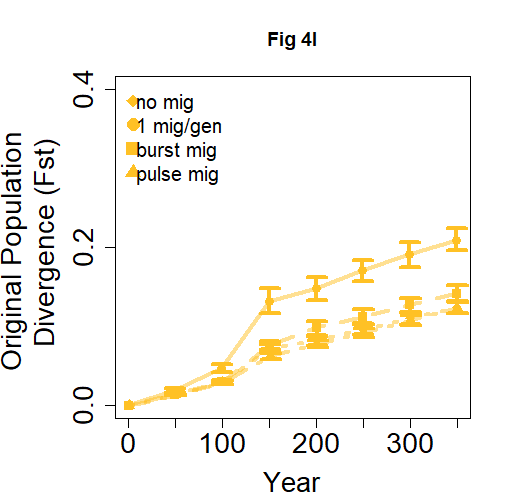 Fig 4I
Original Population
Divergence (Fst)
0.4
0.2
0.0
no mig
1 mig/gen
burst mig
pulse mig
0
100
200
300
Year